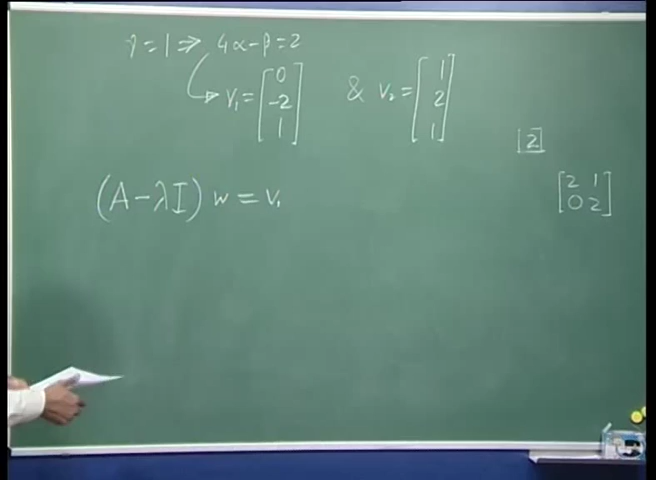 γ=1 ⇒ 4α-β=2
v₁ = [0 -2 1] & v₂ = [1 2 1]
[2]
[2 1
0 2]
(A-λI) w = v₁